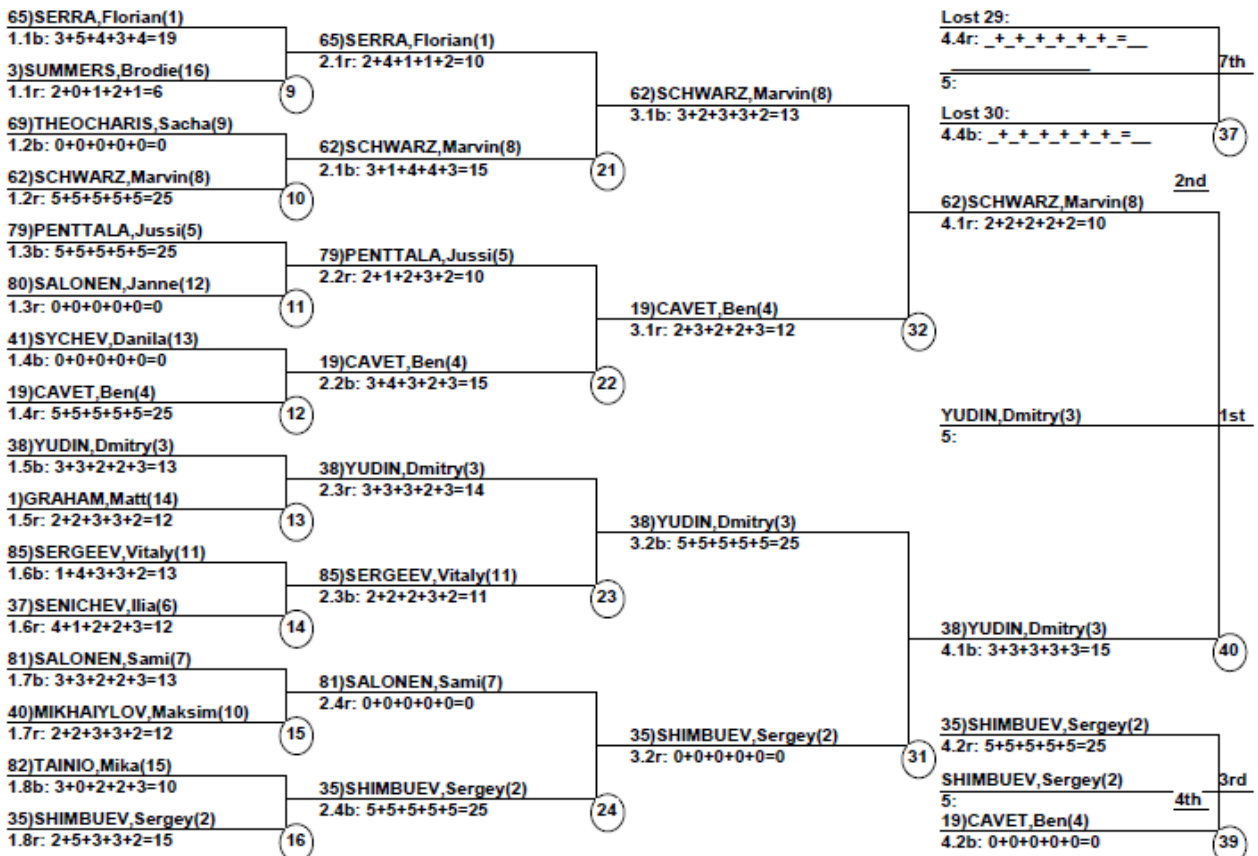 65)SERRA,Florian(1)
1.1b: 3+5+4+3+4=19
3)SUMMERS,Brodie(16)
1.1r: 2+0+1+2+1=6
9
69)THEOCHARIS,Sacha(9)
1.2b: 0+0+0+0+0=0
62)SCHWARZ,Marvin(8)
1.2r: 5+5+5+5+5=25
10
79)PENTTALA,Jussi(5)
1.3b: 5+5+5+5+5=25
80)SALONEN,Janne(12)
1.3r: 0+0+0+0+0=0
11
41)SYCHEV,Danila(13)
1.4b: 0+0+0+0+0=0
19)CAVET,Ben(4)
1.4r: 5+5+5+5+5=25
12
38)YUDIN,Dmitry(3)
1.5b: 3+3+2+2+3=13
1)GRAHAM,Matt(14)
1.5r: 2+2+3+3+2=12
13
85)SERGEEV,Vitaly(11)
1.6b: 1+4+3+3+2=13
37)SENICHEV,Ilia(6)
1.6r: 4+1+2+2+3=12
14
81)SALONEN,Sami(7)
1.7b: 3+3+2+2+3=13
40)MIKHAIYLOV,Maksim(10)
1.7r: 2+2+3+3+2=12
15
82)TAINIO,Mika(15)
1.8b: 3+0+2+2+3=10
35)SHIMBUEV,Sergey(2)
1.8r: 2+5+3+3+2=15
16
65)SERRA,Florian(1)
2.1r: 2+4+1+1+2=10
62)SCHWARZ,Marvin(8)
2.1b: 3+1+4+4+3=15
21
79)PENTTALA,Jussi(5)
2.2r: 2+1+2+3+2=10
19)CAVET,Ben(4)
2.2b: 3+4+3+2+3=15
22
38)YUDIN,Dmitry(3)
2.3r: 3+3+3+2+3=14
85)SERGEEV,Vitaly(11)
2.3b: 2+2+2+3+2=11
23
81)SALONEN,Sami(7)
2.4r: 0+0+0+0+0=0
35)SHIMBUEV,Sergey(2)
2.4b: 5+5+5+5+5=25
24
62)SCHWARZ,Marvin(8)
3.1b: 3+2+3+3+2=13
19)CAVET,Ben(4)
3.1r: 2+3+2+2+3=12
32
38)YUDIN,Dmitry(3)
3.2b: 5+5+5+5+5=25
35)SHIMBUEV,Sergey(2)
3.2r: 0+0+0+0+0=0
31
Lost 29:
4.4r: _+_+_+_+_+_+_=__
7th
5:
Lost 30:
4.4b: _+_+_+_+_+_+_=__
37
2nd
62)SCHWARZ,Marvin(8)
4.1r: 2+2+2+2+2=10
YUDIN,Dmitry(3) 1st
5:
38)YUDIN,Dmitry(3)
4.1b: 3+3+3+3+3=15
40
35)SHIMBUEV,Sergey(2)
4.2r: 5+5+5+5+5=25
SHIMBUEV,Sergey(2) 3rd
5: 4th
19)CAVET,Ben(4)
4.2b: 0+0+0+0+0=0
39